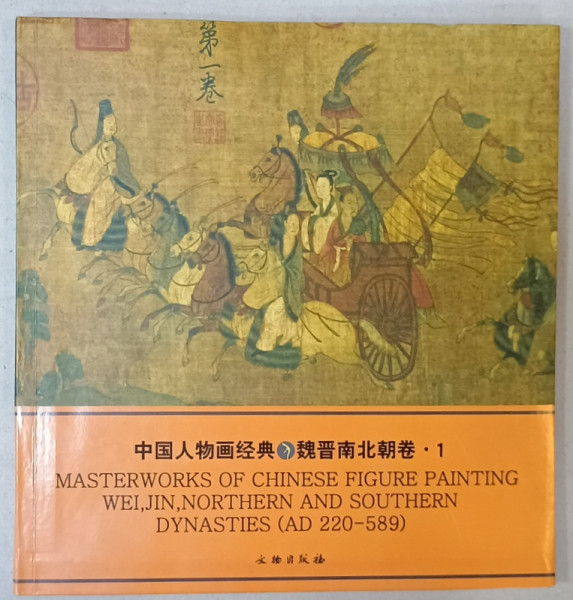 第一卷
中国人物画经典 魏晋南北朝卷·1
MASTERWORKS OF CHINESE FIGURE PAINTING
WEI,JIN,NORTHERN AND SOUTHERN
DYNASTIES (AD 220-589)
文物出版社